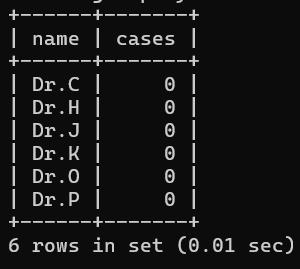 +------+-------+
| name | cases |
+------+-------+
| Dr.C |     0 |
| Dr.H |     0 |
| Dr.J |     0 |
| Dr.K |     0 |
| Dr.O |     0 |
| Dr.P |     0 |
+------+-------+
6 rows in set (0.01 sec)